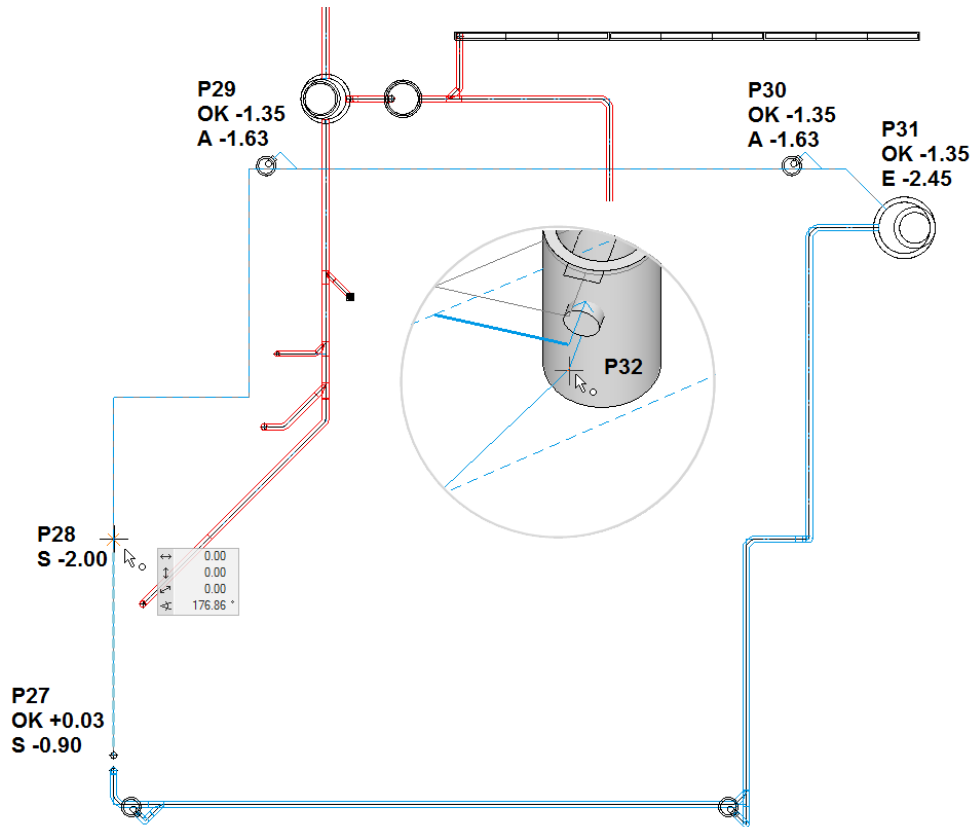 P29
OK -1.35
A -1.63
P30
OK -1.35
A -1.63
P31
OK -1.35
E -2.45
P32
P28
S -2.00
0.00
0.00
0.00
176.86 °
P27
OK +0.03
S -0.90